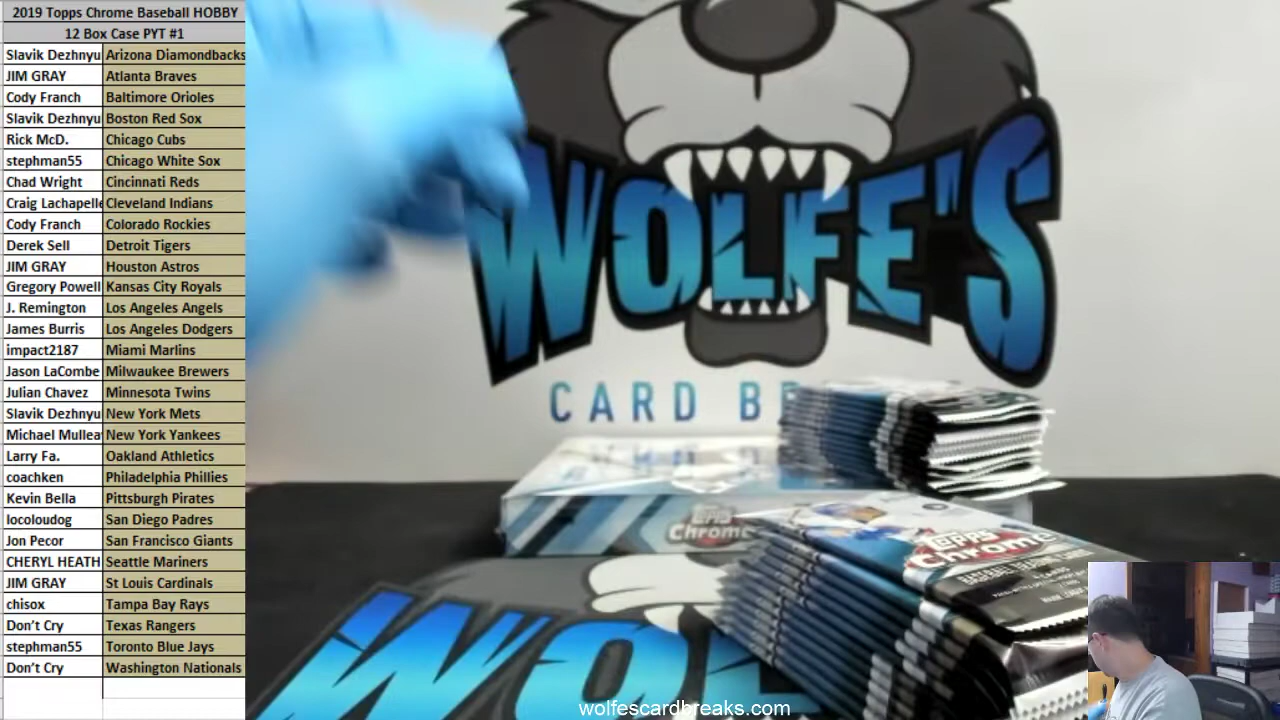 2019 Topps Chrome Baseball HOBBY
12 Box Case PYT #1
Slavik Dezhnyu Arizona Diamondbacks
JIM GRAY Atlanta Braves
Cody Franch Baltimore Orioles
Slavik Dezhnyu Boston Red Sox
Rick McD. Chicago Cubs
stephman55 Chicago White Sox
Chad Wright Cincinnati Reds
Craig Lachapelle Cleveland Indians
Cody Franch Colorado Rockies
Derek Sell Detroit Tigers
JIM GRAY Houston Astros
Gregory Powell Kansas City Royals
J. Remington Los Angeles Angels
James Burris Los Angeles Dodgers
impact2187 Miami Marlins
Jason LaCombe Milwaukee Brewers
Julian Chavez Minnesota Twins
Slavik Dezhnyu New York Mets
Michael Mullea New York Yankees
Larry Fa. Oakland Athletics
coachken Philadelphia Phillies
Kevin Bella Pittsburgh Pirates
locoloudog San Diego Padres
Jon Pecor San Francisco Giants
CHERYL HEATH Seattle Mariners
JIM GRAY St Louis Cardinals
chisox Tampa Bay Rays
Don't Cry Texas Rangers
stephman55 Toronto Blue Jays
Don't Cry Washington Nationals
WOLFE'S
CARD BR
Topps
Chrome
Topps
Chrome
WOL
wolfescardbreaks.com